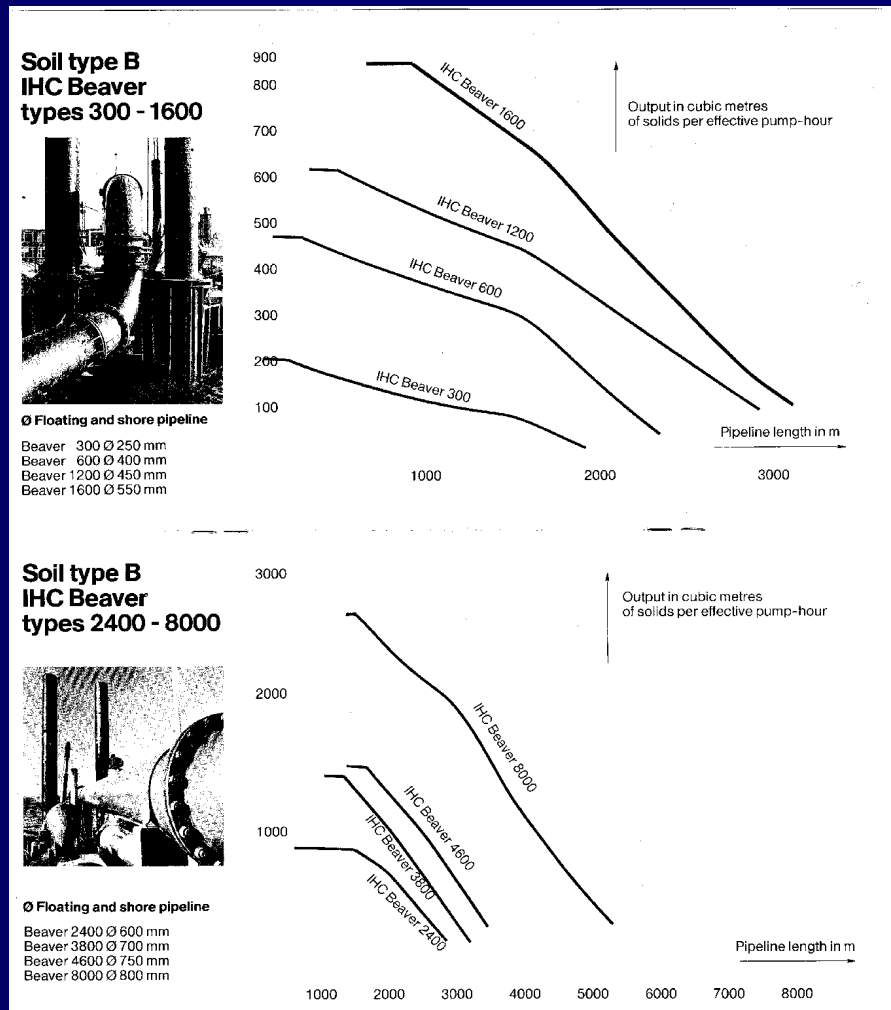 Soil type B
IHC Beaver
types 300 - 1600
Ø Floating and shore pipeline
Beaver 300 Ø 250 mm
Beaver 600 Ø 400 mm
Beaver 1200 Ø 450 mm
Beaver 1600 Ø 550 mm
900
800
700
600
500
400
300
200
100
IHC Beaver 1600
IHC Beaver 1200
IHC Beaver 600
IHC Beaver 300
Output in cubic metres
of solids per effective pump-hour
Pipeline length in m
1000 2000 3000
Soil type B
IHC Beaver
types 2400 - 8000
Ø Floating and shore pipeline
Beaver 2400 Ø 600 mm
Beaver 3800 Ø 700 mm
Beaver 4600 Ø 750 mm
Beaver 8000 Ø 800 mm
3000
2000
1000
IHC Beaver 8000
IHC Beaver 4600
IHC Beaver 3800
IHC Beaver 2400
Output in cubic metres
of solids per effective pump-hour
Pipeline length in m
1000 2000 3000 4000 5000 6000 7000 8000